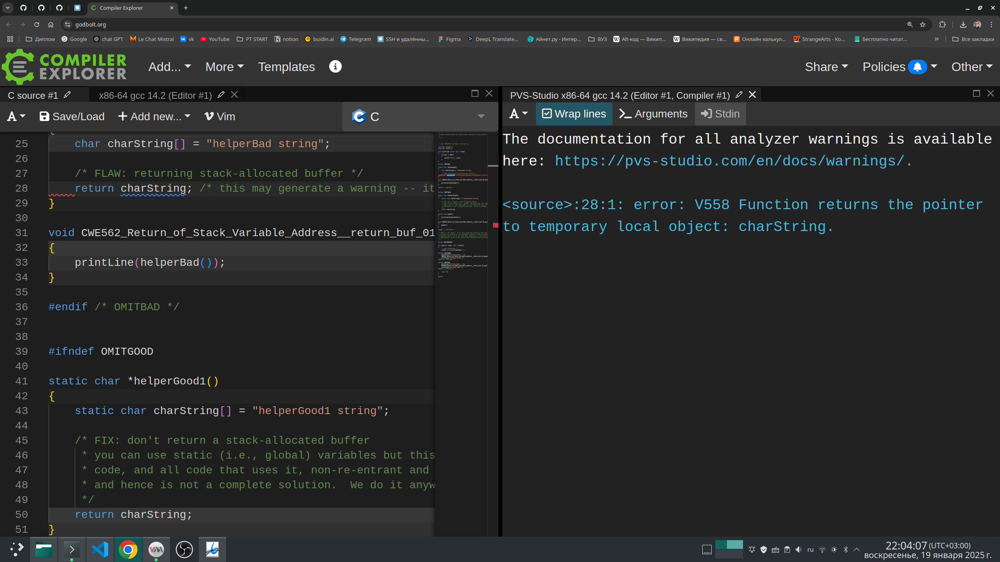 Compiler Explorer
godbolt.org
Диплом Google chat GPT Le Chat Mistral vk YouTube PT START notion buidin.ai Telegram SSH и удалённы... Figma DeepL Translate... Айнет.ру - Интер... ВУЗ Alt-код — Викип... Википедия — св... Онлайн калькул... StrangeArts - Ко... Бесплатно читат... » Все закладки
COMPILER
EXPLORER
Add... More Templates Share Policies Other
C source #1 x86-64 gcc 14.2 (Editor #1)
A Save/Load + Add new... Vim C
25 char charString[] = "helperBad string";
26
27 /* FLAW: returning stack-allocated buffer */
28 return charString; /* this may generate a warning -- it
29 }
30
31 void CWE562_Return_of_Stack_Variable_Address__return_buf_01
32 {
33 printLine(helperBad());
34 }
35
36 #endif /* OMITBAD */
37
38
39 #ifndef OMITGOOD
40
41 static char *helperGood1()
42 {
43 static char charString[] = "helperGood1 string";
44
45 /* FIX: don't return a stack-allocated buffer
46 * you can use static (i.e., global) variables but this
47 * code, and all code that uses it, non-re-entrant and
48 * and hence is not a complete solution.  We do it anyw
49 */
50 return charString;
51 }
PVS-Studio x86-64 gcc 14.2 (Editor #1, Compiler #1)
A Wrap lines Arguments Stdin
The documentation for all analyzer warnings is available
here: https://pvs-studio.com/en/docs/warnings/.
<source>:28:1: error: V558 Function returns the pointer
to temporary local object: charString.
ru
22:04:07 (UTC+03:00)
воскресенье, 19 января 2025 г.